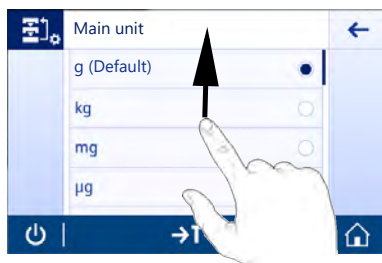 Main unit
g (Default)
kg
mg
µg
→T